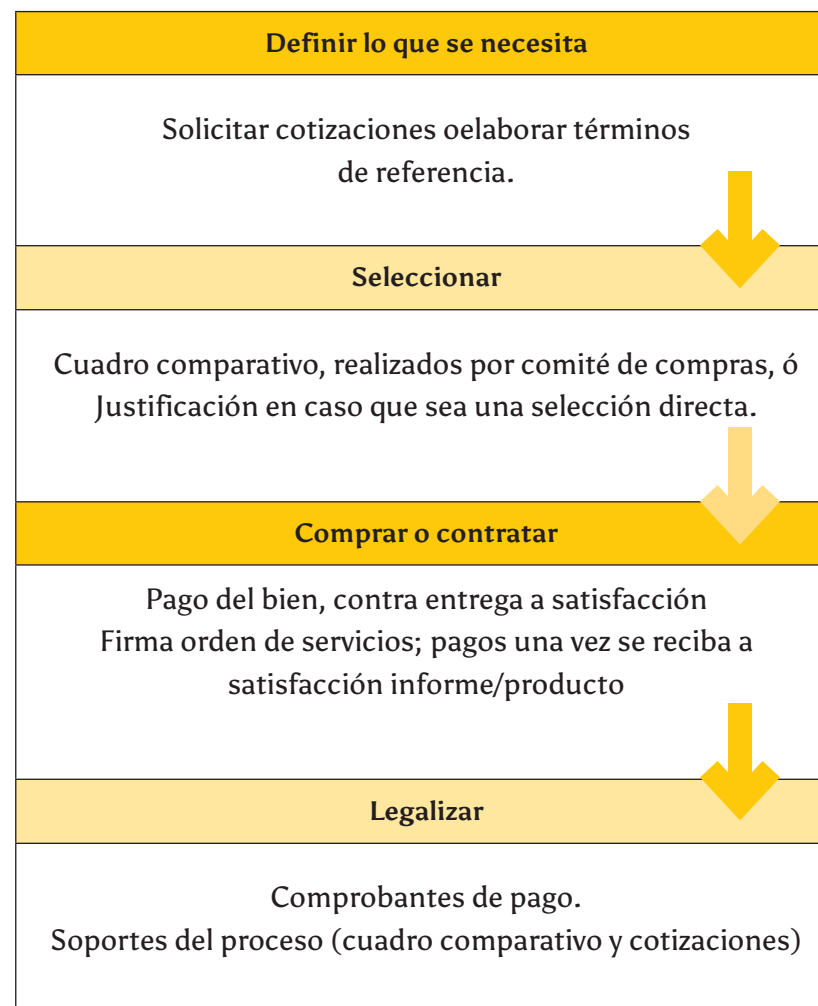 Definir lo que se necesita
Solicitar cotizaciones oelaborar términos
de referencia.
Seleccionar
Cuadro comparativo, realizados por comité de compras, ó
Justificación en caso que sea una selección directa.
Comprar o contratar
Pago del bien, contra entrega a satisfacción
Firma orden de servicios; pagos una vez se reciba a
satisfacción informe/producto
Legalizar
Comprobantes de pago.
Soportes del proceso (cuadro comparativo y cotizaciones)